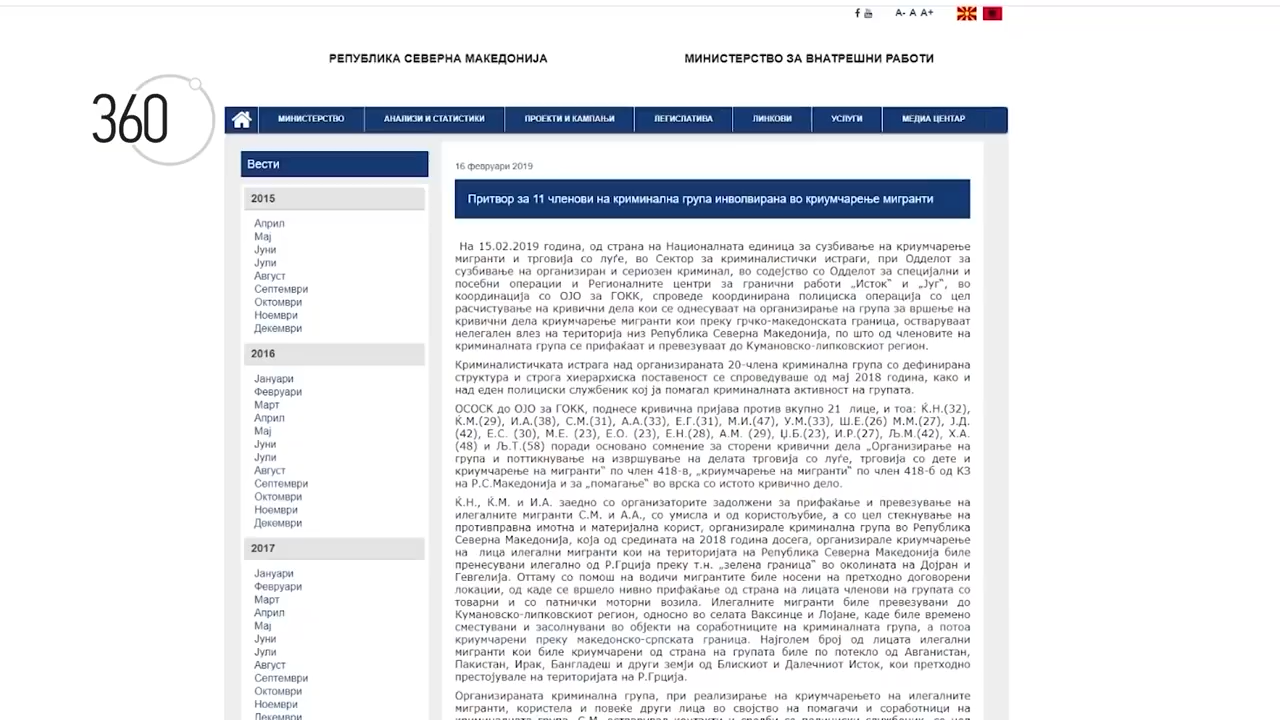 A- A A+
РЕПУБЛИКА СЕВЕРНА МАКЕДОНИЈА
МИНИСТЕРСТВО ЗА ВНАТРЕШНИ РАБОТИ
360
МИНИСТЕРСТВО
АНАЛИЗИ И СТАТИСТИКИ
ПРОЕКТИ И КАМПАЊИ
ЛЕГИСЛАТИВА
ЛИНКОВИ
УСЛУГИ
МЕДИА ЦЕНТАР
Вести
2015
Април
Мај
Јуни
Јули
Август
Септември
Октомври
Ноември
Декември
2016
Јануари
Февруари
Март
Април
Мај
Јуни
Јули
Август
Септември
Октомври
Ноември
Декември
2017
Јануари
Февруари
Март
Април
Мај
Јуни
Јули
Август
Септември
Октомври
Ноември
Декември
16 февруари 2019
Притвор за 11 членови на криминална група инволвирана во криумчарење мигранти
На 15.02.2019 година, од страна на Националната единица за сузбивање на криумчарење
мигранти и трговија со луѓе, во Сектор за криминалистички истраги, при Одделот за
сузбивање на организиран и сериозен криминал, во содејство со Одделот за специјални и
посебни операции и Регионалните центри за гранични работи „Исток“ и „Југ“, во
координација со ОЈО за ГОКК, спроведе координирана полициска операција со цел
расчистување на кривични дела кои се однесуваат на организирање на група за вршење на
кривични дела криумчарење мигранти кои преку грчко-македонската граница, остваруваат
нелегален влез на територија низ Република Северна Македонија, по што од членовите на
криминалната група се прифаќаат и превезуваат до Кумановско-липковскиот регион.
Криминалистичката истрага над организираната 20-члена криминална група со дефинирана
структура и строга хиерархиска поставеност се спроведуваше од мај 2018 година, како и
над еден полициски службеник кој ја помагал криминалната активност на групата.
ОСОСК до ОЈО за ГОКК, поднесе кривична пријава против вкупно 21 лице, и тоа: Ќ.Н.(32),
Ќ.М.(29), И.А.(38), С.М.(31), А.А.(33), Е.Г.(31), М.И.(47), У.М.(33), Ш.Е.(26) М.М.(27), Ј.Д.
(42), Е.С. (30), М.Е. (23), Е.О. (23), Е.Н.(28), А.М. (29), Џ.Б.(23), И.Р.(27), Љ.М.(42), Х.А.
(48) и Љ.Т.(58) поради основано сомнение за сторени кривични дела „Организирање на
група и поттикнување на извршување на делата трговија со луѓе, трговија со дете и
криумчарење на мигранти“ по член 418-в, „криумчарење на мигранти“ по член 418-б од КЗ
на Р.С.Македонија и за „помагање“ во врска со истото кривично дело.
Ќ.Н., Ќ.М. и И.А. заедно со организаторите задолжени за прифаќање и превезување на
илегалните мигранти С.М. и А.А., со умисла и од користољубие, а со цел стекнување на
противправна имотна и материјална корист, организирале криминална група во Република
Северна Македонија, која од средината на 2018 година досега, организирале криумчарење
на лица илегални мигранти кои на територијата на Република Северна Македонија биле
пренесувани илегално од Р.Грција преку т.н. „зелена граница“ во околината на Дојран и
Гевгелија. Оттаму со помош на водичи мигрантите биле носени на претходно договорени
локации, од каде се вршело нивно прифаќање од страна на лицата членови на групата со
товарни и со патнички моторни возила. Илегалните мигранти биле превезувани до
Кумановско-липковскиот регион, односно во селата Ваксинце и Лојане, каде биле времено
сместувани и засолнувани во објекти на соработниците на криминалната група, а потоа
криумчарени преку македонско-српската граница. Најголем број од лицата илегални
мигранти кои биле криумчарени од страна на групата биле по потекло од Авганистан,
Пакистан, Ирак, Бангладеш и други земји од Блискиот и Далечниот Исток, кои претходно
престојувале на територијата на Р.Грција.
Организираната криминална група, при реализирање на криумчарењето на илегалните
мигранти, користела и повеќе други лица во својство на помагачи и соработници на